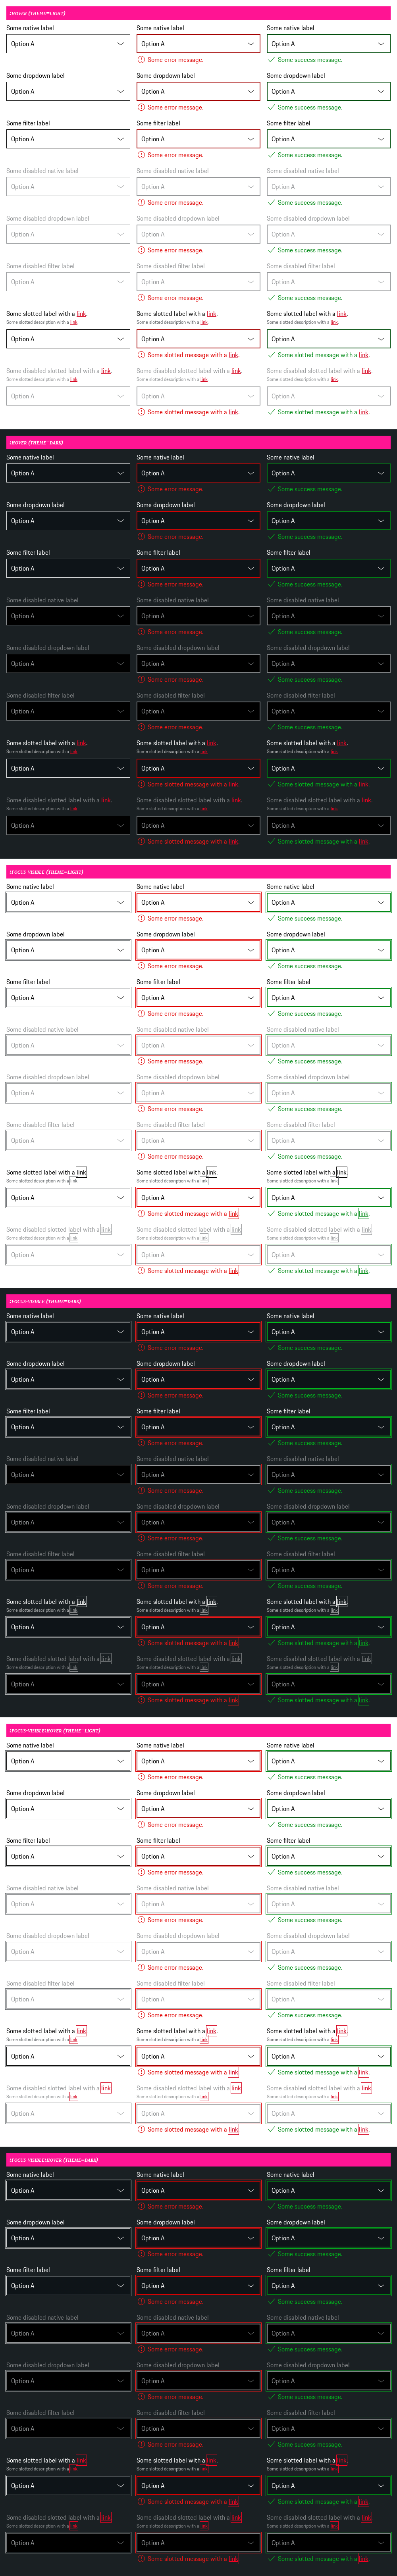 :HOVER (THEME=LIGHT)
Some native label Some native label Some native label
Option A Option A Option A
Some error message. Some success message.
Some dropdown label Some dropdown label Some dropdown label
Option A Option A Option A
Some error message. Some success message.
Some filter label Some filter label Some filter label
Option A Option A Option A
Some error message. Some success message.
Some disabled native label Some disabled native label Some disabled native label
Option A Option A Option A
Some error message. Some success message.
Some disabled dropdown label Some disabled dropdown label Some disabled dropdown label
Option A Option A Option A
Some error message. Some success message.
Some disabled filter label Some disabled filter label Some disabled filter label
Option A Option A Option A
Some error message. Some success message.
Some slotted label with a link. Some slotted label with a link. Some slotted label with a link.
Some slotted description with a link. Some slotted description with a link. Some slotted description with a link.
Option A Option A Option A
Some slotted message with a link. Some slotted message with a link.
Some disabled slotted label with a link. Some disabled slotted label with a link. Some disabled slotted label with a link.
Some slotted description with a link. Some slotted description with a link. Some slotted description with a link.
Option A Option A Option A
Some slotted message with a link. Some slotted message with a link.
:HOVER (THEME=DARK)
Some native label Some native label Some native label
Option A Option A Option A
Some error message. Some success message.
Some dropdown label Some dropdown label Some dropdown label
Option A Option A Option A
Some error message. Some success message.
Some filter label Some filter label Some filter label
Option A Option A Option A
Some error message. Some success message.
Some disabled native label Some disabled native label Some disabled native label
Option A Option A Option A
Some error message. Some success message.
Some disabled dropdown label Some disabled dropdown label Some disabled dropdown label
Option A Option A Option A
Some error message. Some success message.
Some disabled filter label Some disabled filter label Some disabled filter label
Option A Option A Option A
Some error message. Some success message.
Some slotted label with a link. Some slotted label with a link. Some slotted label with a link.
Some slotted description with a link. Some slotted description with a link. Some slotted description with a link.
Option A Option A Option A
Some slotted message with a link. Some slotted message with a link.
Some disabled slotted label with a link. Some disabled slotted label with a link. Some disabled slotted label with a link.
Some slotted description with a link. Some slotted description with a link. Some slotted description with a link.
Option A Option A Option A
Some slotted message with a link. Some slotted message with a link.
:FOCUS-VISIBLE (THEME=LIGHT)
Some native label Some native label Some native label
Option A Option A Option A
Some error message. Some success message.
Some dropdown label Some dropdown label Some dropdown label
Option A Option A Option A
Some error message. Some success message.
Some filter label Some filter label Some filter label
Option A Option A Option A
Some error message. Some success message.
Some disabled native label Some disabled native label Some disabled native label
Option A Option A Option A
Some error message. Some success message.
Some disabled dropdown label Some disabled dropdown label Some disabled dropdown label
Option A Option A Option A
Some error message. Some success message.
Some disabled filter label Some disabled filter label Some disabled filter label
Option A Option A Option A
Some error message. Some success message.
Some slotted label with a link. Some slotted label with a link. Some slotted label with a link.
Some slotted description with a link. Some slotted description with a link. Some slotted description with a link.
Option A Option A Option A
Some slotted message with a link. Some slotted message with a link.
Some disabled slotted label with a link. Some disabled slotted label with a link. Some disabled slotted label with a link.
Some slotted description with a link. Some slotted description with a link. Some slotted description with a link.
Option A Option A Option A
Some slotted message with a link. Some slotted message with a link.
:FOCUS-VISIBLE (THEME=DARK)
Some native label Some native label Some native label
Option A Option A Option A
Some error message. Some success message.
Some dropdown label Some dropdown label Some dropdown label
Option A Option A Option A
Some error message. Some success message.
Some filter label Some filter label Some filter label
Option A Option A Option A
Some error message. Some success message.
Some disabled native label Some disabled native label Some disabled native label
Option A Option A Option A
Some error message. Some success message.
Some disabled dropdown label Some disabled dropdown label Some disabled dropdown label
Option A Option A Option A
Some error message. Some success message.
Some disabled filter label Some disabled filter label Some disabled filter label
Option A Option A Option A
Some error message. Some success message.
Some slotted label with a link. Some slotted label with a link. Some slotted label with a link.
Some slotted description with a link. Some slotted description with a link. Some slotted description with a link.
Option A Option A Option A
Some slotted message with a link. Some slotted message with a link.
Some disabled slotted label with a link. Some disabled slotted label with a link. Some disabled slotted label with a link.
Some slotted description with a link. Some slotted description with a link. Some slotted description with a link.
Option A Option A Option A
Some slotted message with a link. Some slotted message with a link.
:FOCUS-VISIBLE:HOVER (THEME=LIGHT)
Some native label Some native label Some native label
Option A Option A Option A
Some error message. Some success message.
Some dropdown label Some dropdown label Some dropdown label
Option A Option A Option A
Some error message. Some success message.
Some filter label Some filter label Some filter label
Option A Option A Option A
Some error message. Some success message.
Some disabled native label Some disabled native label Some disabled native label
Option A Option A Option A
Some error message. Some success message.
Some disabled dropdown label Some disabled dropdown label Some disabled dropdown label
Option A Option A Option A
Some error message. Some success message.
Some disabled filter label Some disabled filter label Some disabled filter label
Option A Option A Option A
Some error message. Some success message.
Some slotted label with a link. Some slotted label with a link. Some slotted label with a link.
Some slotted description with a link. Some slotted description with a link. Some slotted description with a link.
Option A Option A Option A
Some slotted message with a link. Some slotted message with a link.
Some disabled slotted label with a link. Some disabled slotted label with a link. Some disabled slotted label with a link.
Some slotted description with a link. Some slotted description with a link. Some slotted description with a link.
Option A Option A Option A
Some slotted message with a link. Some slotted message with a link.
:FOCUS-VISIBLE:HOVER (THEME=DARK)
Some native label Some native label Some native label
Option A Option A Option A
Some error message. Some success message.
Some dropdown label Some dropdown label Some dropdown label
Option A Option A Option A
Some error message. Some success message.
Some filter label Some filter label Some filter label
Option A Option A Option A
Some error message. Some success message.
Some disabled native label Some disabled native label Some disabled native label
Option A Option A Option A
Some error message. Some success message.
Some disabled dropdown label Some disabled dropdown label Some disabled dropdown label
Option A Option A Option A
Some error message. Some success message.
Some disabled filter label Some disabled filter label Some disabled filter label
Option A Option A Option A
Some error message. Some success message.
Some slotted label with a link. Some slotted label with a link. Some slotted label with a link.
Some slotted description with a link. Some slotted description with a link. Some slotted description with a link.
Option A Option A Option A
Some slotted message with a link. Some slotted message with a link.
Some disabled slotted label with a link. Some disabled slotted label with a link. Some disabled slotted label with a link.
Some slotted description with a link. Some slotted description with a link. Some slotted description with a link.
Option A Option A Option A
Some slotted message with a link. Some slotted message with a link.